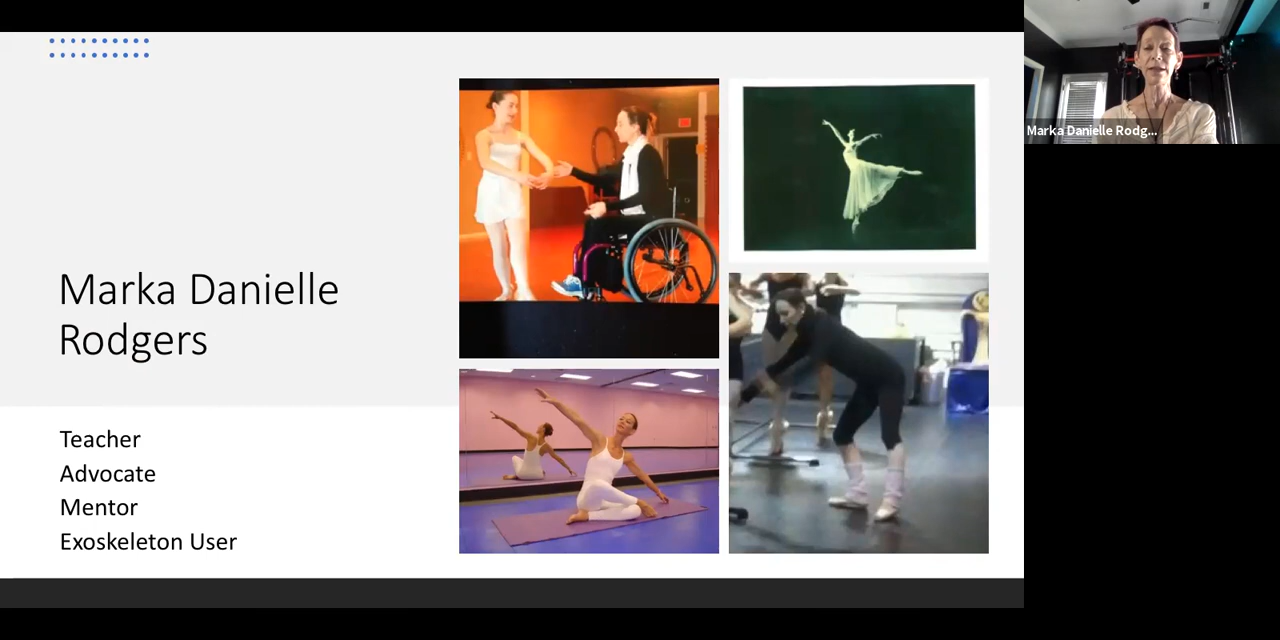 Marka Danielle
Rodgers
Teacher
Advocate
Mentor
Exoskeleton User
Marka Danielle Rodg...